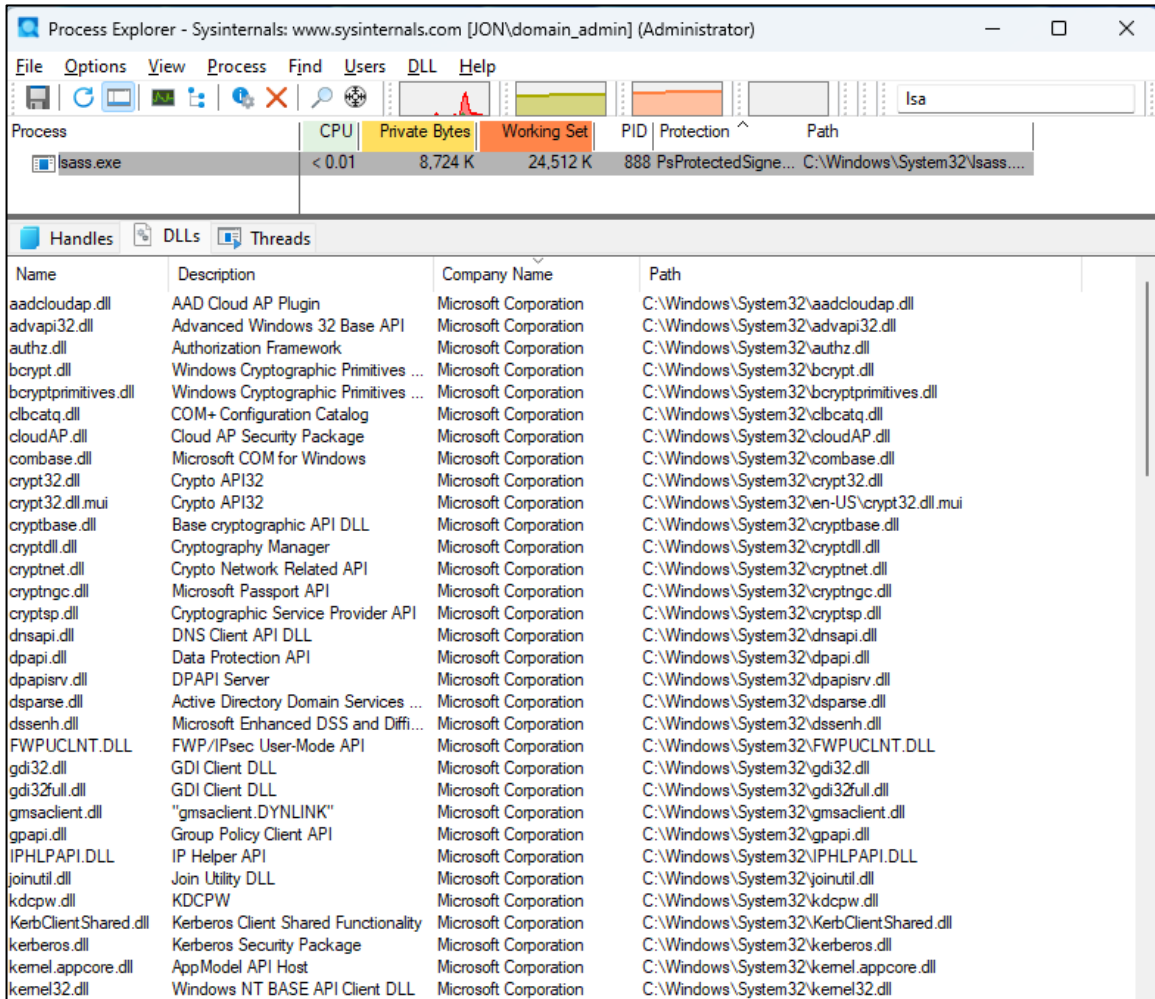 Process Explorer - Sysinternals: www.sysinternals.com [JON\domain_admin] (Administrator)
File Options View Process Find Users DLL Help
lsa
Process CPU Private Bytes Working Set PID Protection Path
lsass.exe < 0.01 8,724 K 24,512 K 888 PsProtectedSigne... C:\Windows\System32\lsass....
Handles DLLs Threads
Name Description Company Name Path
aadcloudap.dll AAD Cloud AP Plugin Microsoft Corporation C:\Windows\System32\aadcloudap.dll
advapi32.dll Advanced Windows 32 Base API Microsoft Corporation C:\Windows\System32\advapi32.dll
authz.dll Authorization Framework Microsoft Corporation C:\Windows\System32\authz.dll
bcrypt.dll Windows Cryptographic Primitives ... Microsoft Corporation C:\Windows\System32\bcrypt.dll
bcryptprimitives.dll Windows Cryptographic Primitives ... Microsoft Corporation C:\Windows\System32\bcryptprimitives.dll
clbcatq.dll COM+ Configuration Catalog Microsoft Corporation C:\Windows\System32\clbcatq.dll
cloudAP.dll Cloud AP Security Package Microsoft Corporation C:\Windows\System32\cloudAP.dll
combase.dll Microsoft COM for Windows Microsoft Corporation C:\Windows\System32\combase.dll
crypt32.dll Crypto API32 Microsoft Corporation C:\Windows\System32\crypt32.dll
crypt32.dll.mui Crypto API32 Microsoft Corporation C:\Windows\System32\en-US\crypt32.dll.mui
cryptbase.dll Base cryptographic API DLL Microsoft Corporation C:\Windows\System32\cryptbase.dll
cryptdll.dll Cryptography Manager Microsoft Corporation C:\Windows\System32\cryptdll.dll
cryptnet.dll Crypto Network Related API Microsoft Corporation C:\Windows\System32\cryptnet.dll
cryptngc.dll Microsoft Passport API Microsoft Corporation C:\Windows\System32\cryptngc.dll
cryptsp.dll Cryptographic Service Provider API Microsoft Corporation C:\Windows\System32\cryptsp.dll
dnsapi.dll DNS Client API DLL Microsoft Corporation C:\Windows\System32\dnsapi.dll
dpapi.dll Data Protection API Microsoft Corporation C:\Windows\System32\dpapi.dll
dpapisrv.dll DPAPI Server Microsoft Corporation C:\Windows\System32\dpapisrv.dll
dsparse.dll Active Directory Domain Services ... Microsoft Corporation C:\Windows\System32\dsparse.dll
dssenh.dll Microsoft Enhanced DSS and Diffi... Microsoft Corporation C:\Windows\System32\dssenh.dll
FWPUCLNT.DLL FWP/IPsec User-Mode API Microsoft Corporation C:\Windows\System32\FWPUCLNT.DLL
gdi32.dll GDI Client DLL Microsoft Corporation C:\Windows\System32\gdi32.dll
gdi32full.dll GDI Client DLL Microsoft Corporation C:\Windows\System32\gdi32full.dll
gmsaclient.dll "gmsaclient.DYNLINK" Microsoft Corporation C:\Windows\System32\gmsaclient.dll
gpapi.dll Group Policy Client API Microsoft Corporation C:\Windows\System32\gpapi.dll
IPHLPAPI.DLL IP Helper API Microsoft Corporation C:\Windows\System32\IPHLPAPI.DLL
joinutil.dll Join Utility DLL Microsoft Corporation C:\Windows\System32\joinutil.dll
kdcpw.dll KDCPW Microsoft Corporation C:\Windows\System32\kdcpw.dll
KerbClientShared.dll Kerberos Client Shared Functionality Microsoft Corporation C:\Windows\System32\KerbClientShared.dll
kerberos.dll Kerberos Security Package Microsoft Corporation C:\Windows\System32\kerberos.dll
kernel.appcore.dll AppModel API Host Microsoft Corporation C:\Windows\System32\kernel.appcore.dll
kernel32.dll Windows NT BASE API Client DLL Microsoft Corporation C:\Windows\System32\kernel32.dll